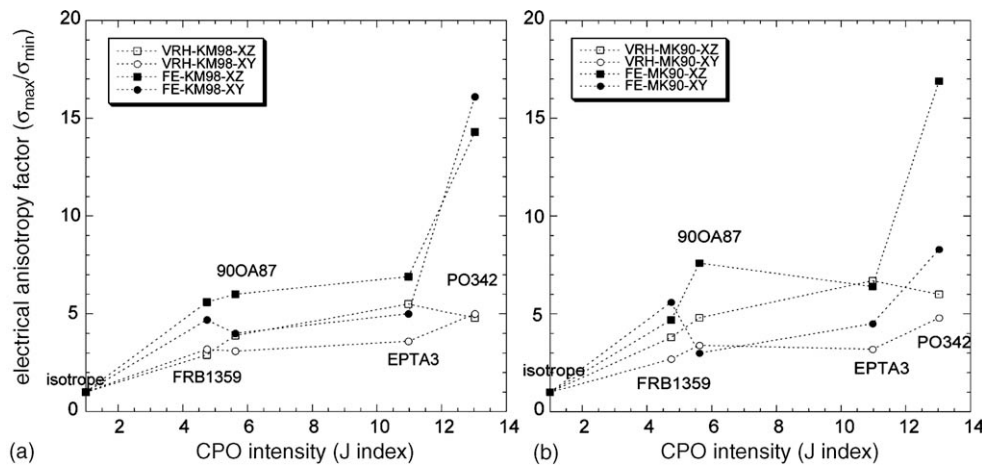 electrical anisotropy factor (σmax/σmin)
20
15
10
5
0
VRH-KM98-XZ
VRH-KM98-XY
FE-KM98-XZ
FE-KM98-XY
90OA87
PO342
isotrope
FRB1359
EPTA3
2 4 6 8 10 12 14
(a) CPO intensity (J index)
20
15
10
5
0
VRH-MK90-XZ
VRH-MK90-XY
FE-MK90-XZ
FE-MK90-XY
90OA87
PO342
isotrope
FRB1359
EPTA3
2 4 6 8 10 12 14
(b) CPO intensity (J index)